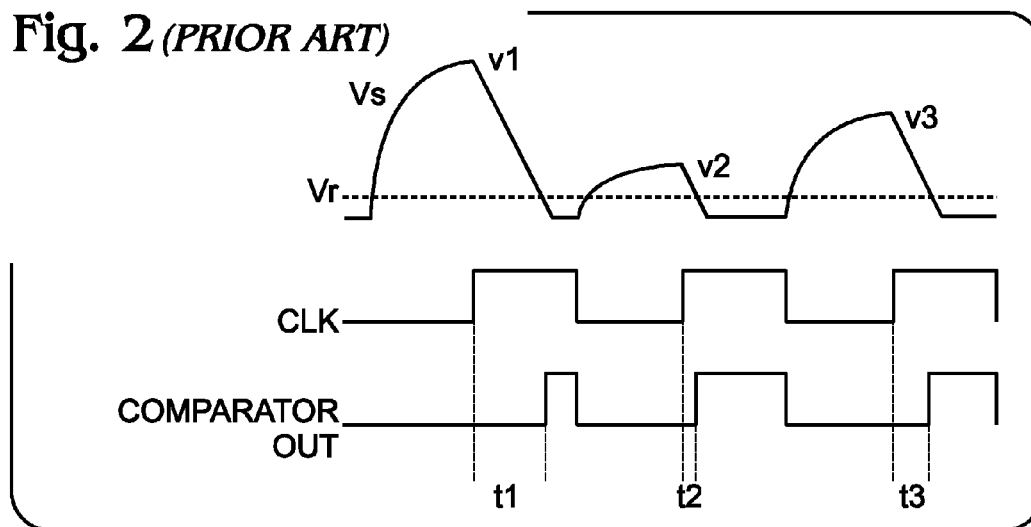 Fig. 2 (PRIOR ART)
v1
Vs
v3
v2
Vr
CLK
COMPARATOR
OUT
t1
t2
t3